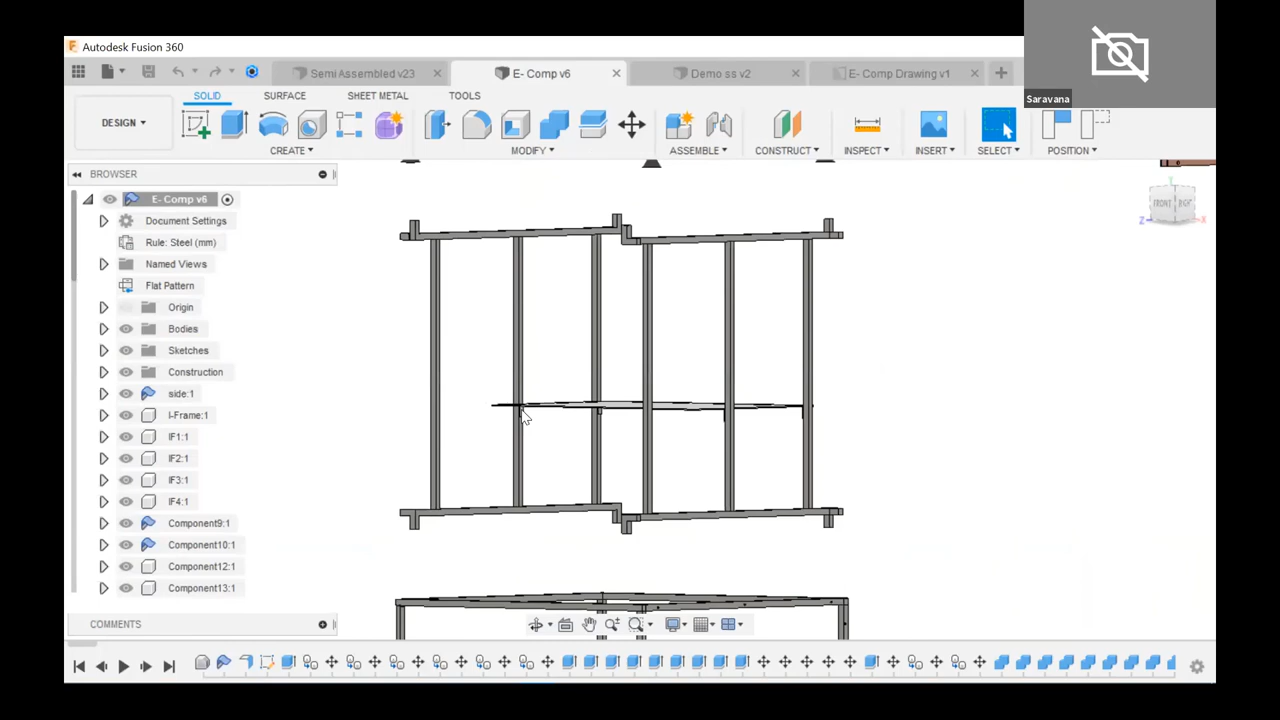 Autodesk Fusion 360
Semi Assembled v23
E- Comp v6
Demo ss v2
E- Comp Drawing v1
Saravana
SOLID
SURFACE
SHEET METAL
TOOLS
DESIGN
CREATE
MODIFY
ASSEMBLE
CONSTRUCT
INSPECT
INSERT
SELECT
POSITION
BROWSER
E- Comp v6
Document Settings
Rule: Steel (mm)
Named Views
Flat Pattern
Origin
Bodies
Sketches
Construction
side:1
I-Frame:1
IF1:1
IF2:1
IF3:1
IF4:1
Component9:1
Component10:1
Component12:1
Component13:1
FRONT
Z
X
COMMENTS